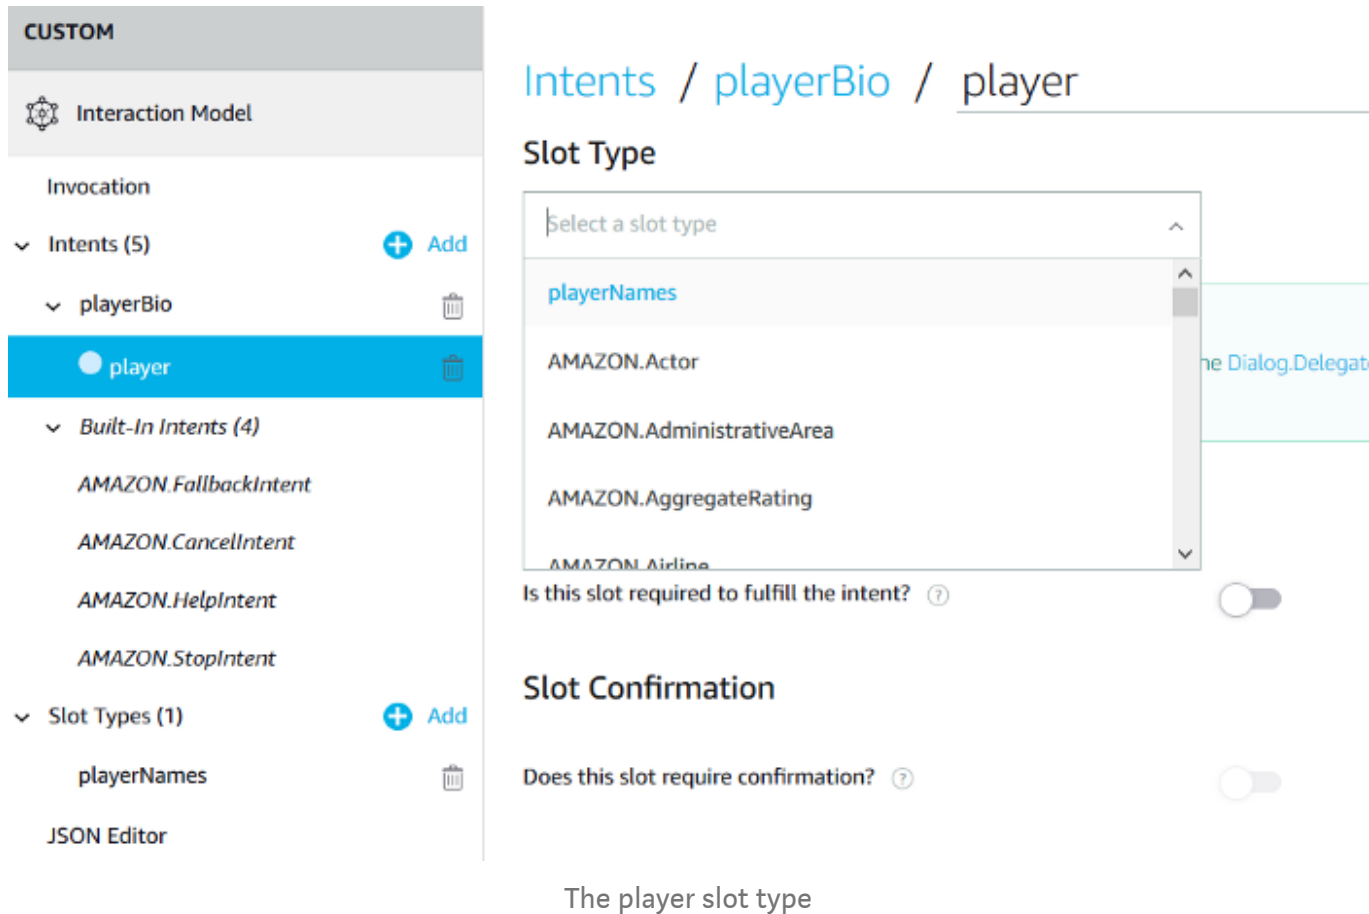 CUSTOM
Interaction Model
Invocation
Intents (5)
Add
playerBio
player
Built-In Intents (4)
AMAZON.FallbackIntent
AMAZON.CancelIntent
AMAZON.HelpIntent
AMAZON.StopIntent
Slot Types (1)
Add
playerNames
JSON Editor
Intents / playerBio / player
Slot Type
Select a slot type
playerNames
AMAZON.Actor
AMAZON.AdministrativeArea
AMAZON.AggregateRating
AMAZON.Airline
Dialog.Delegat
Is this slot required to fulfill the intent? ?
Slot Confirmation
Does this slot require confirmation? ?
The player slot type